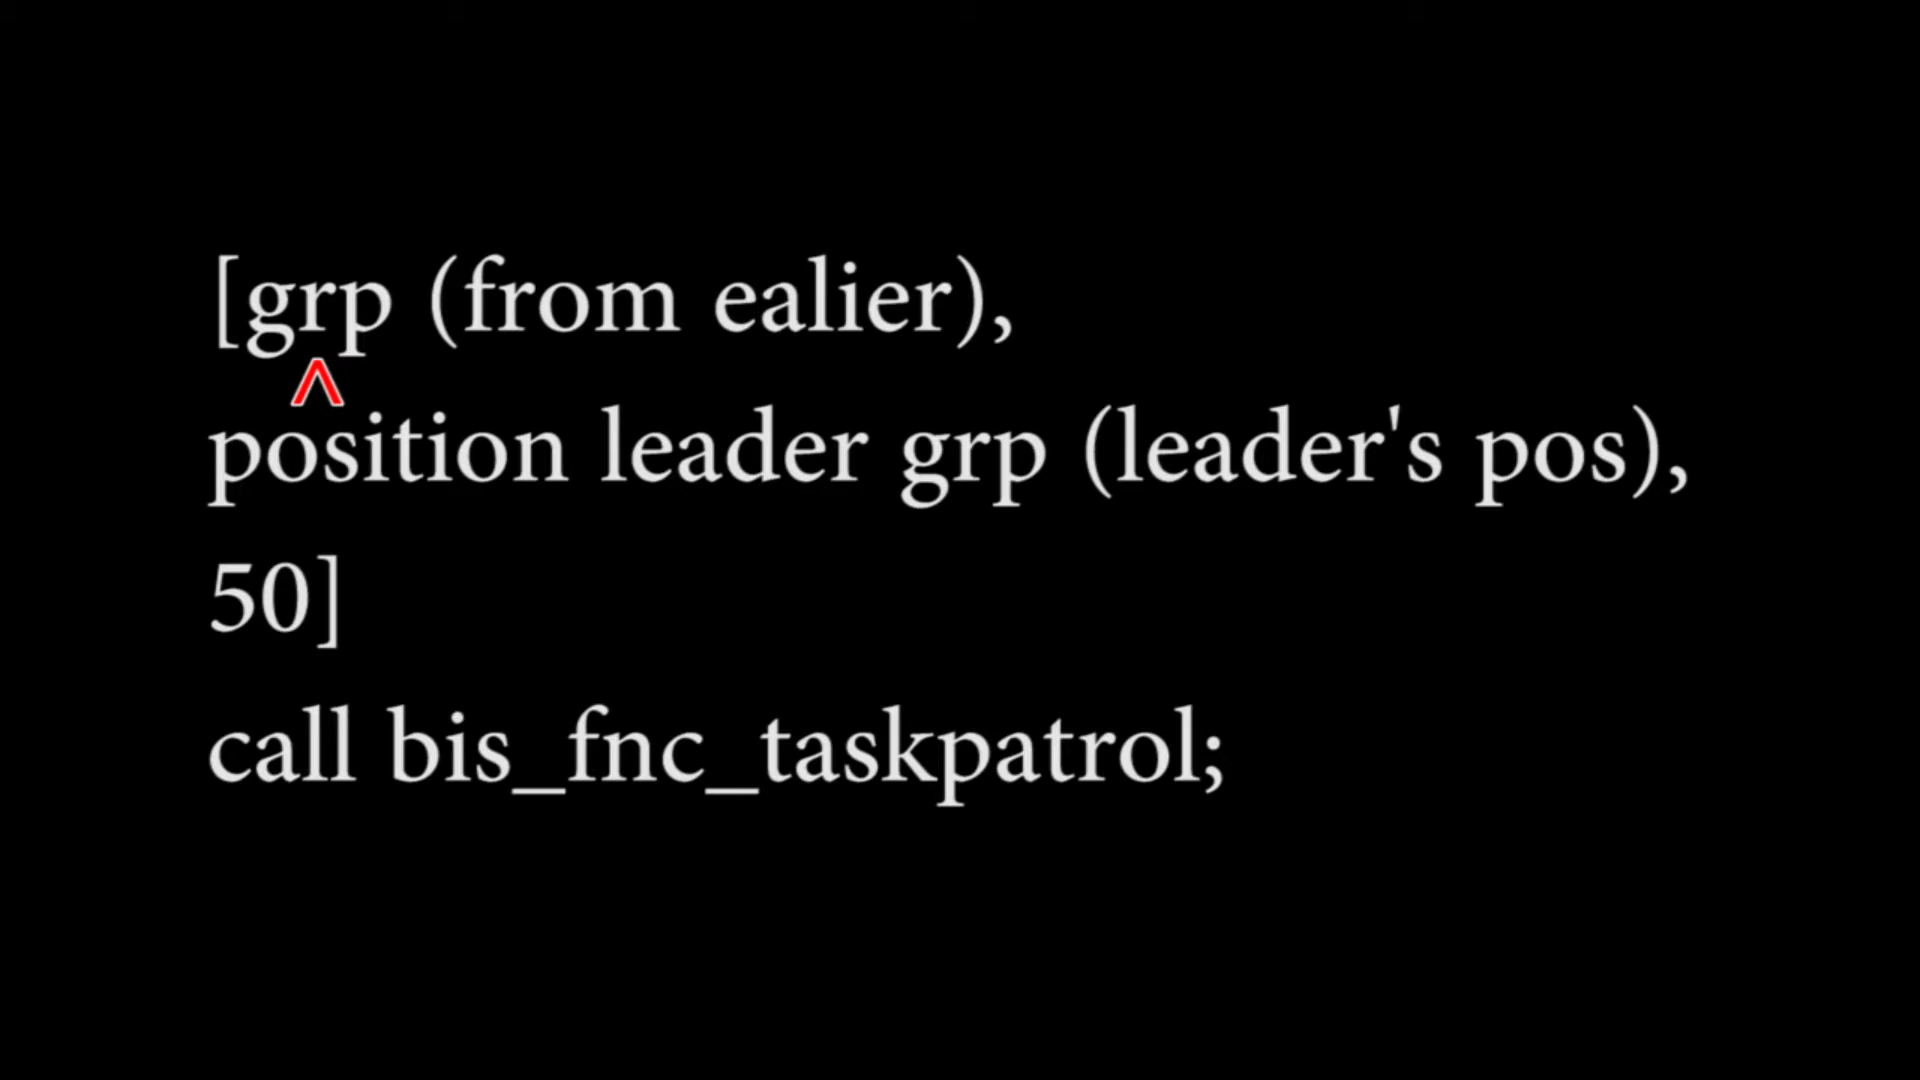 [grp (from ealier),
^
position leader grp (leader's pos),
50]
call bis_fnc_taskpatrol;